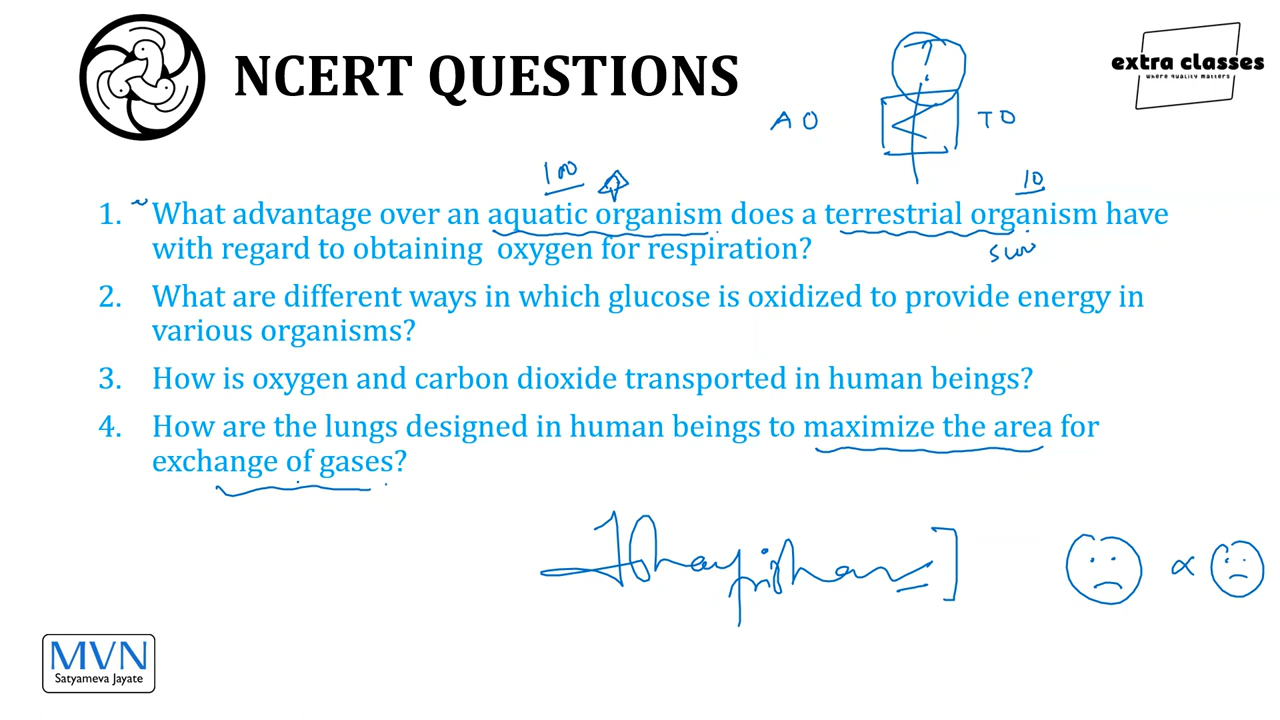 NCERT QUESTIONS
extra classes
where quality matters
A O
T O
100
10
1. What advantage over an aquatic organism does a terrestrial organism have
with regard to obtaining oxygen for respiration?
2. What are different ways in which glucose is oxidized to provide energy in
various organisms?
3. How is oxygen and carbon dioxide transported in human beings?
4. How are the lungs designed in human beings to maximize the area for
exchange of gases?
∝
MVN
Satyameva Jayate